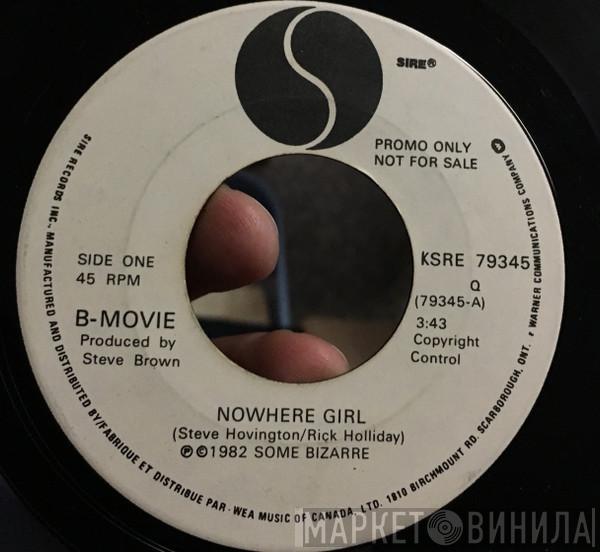 SIRE®
PROMO ONLY
NOT FOR SALE
SIDE ONE
45 RPM
KSRE 79345
Q
(79345-A)
B-MOVIE
Produced by
Steve Brown
3:43
Copyright
Control
NOWHERE GIRL
(Steve Hovington/Rick Holliday)
℗©1982 SOME BIZARRE
SIRE RECORDS INC., MANUFACTURED AND DISTRIBUTED BY/FABRIQUE ET DISTRIBUE PAR - WEA MUSIC OF CANADA, LTD. 1810 BIRCHMOUNT RD. SCARBOROUGH, ONT. A WARNER COMMUNICATIONS COMPANY
МАРКЕТ ВИНИЛА